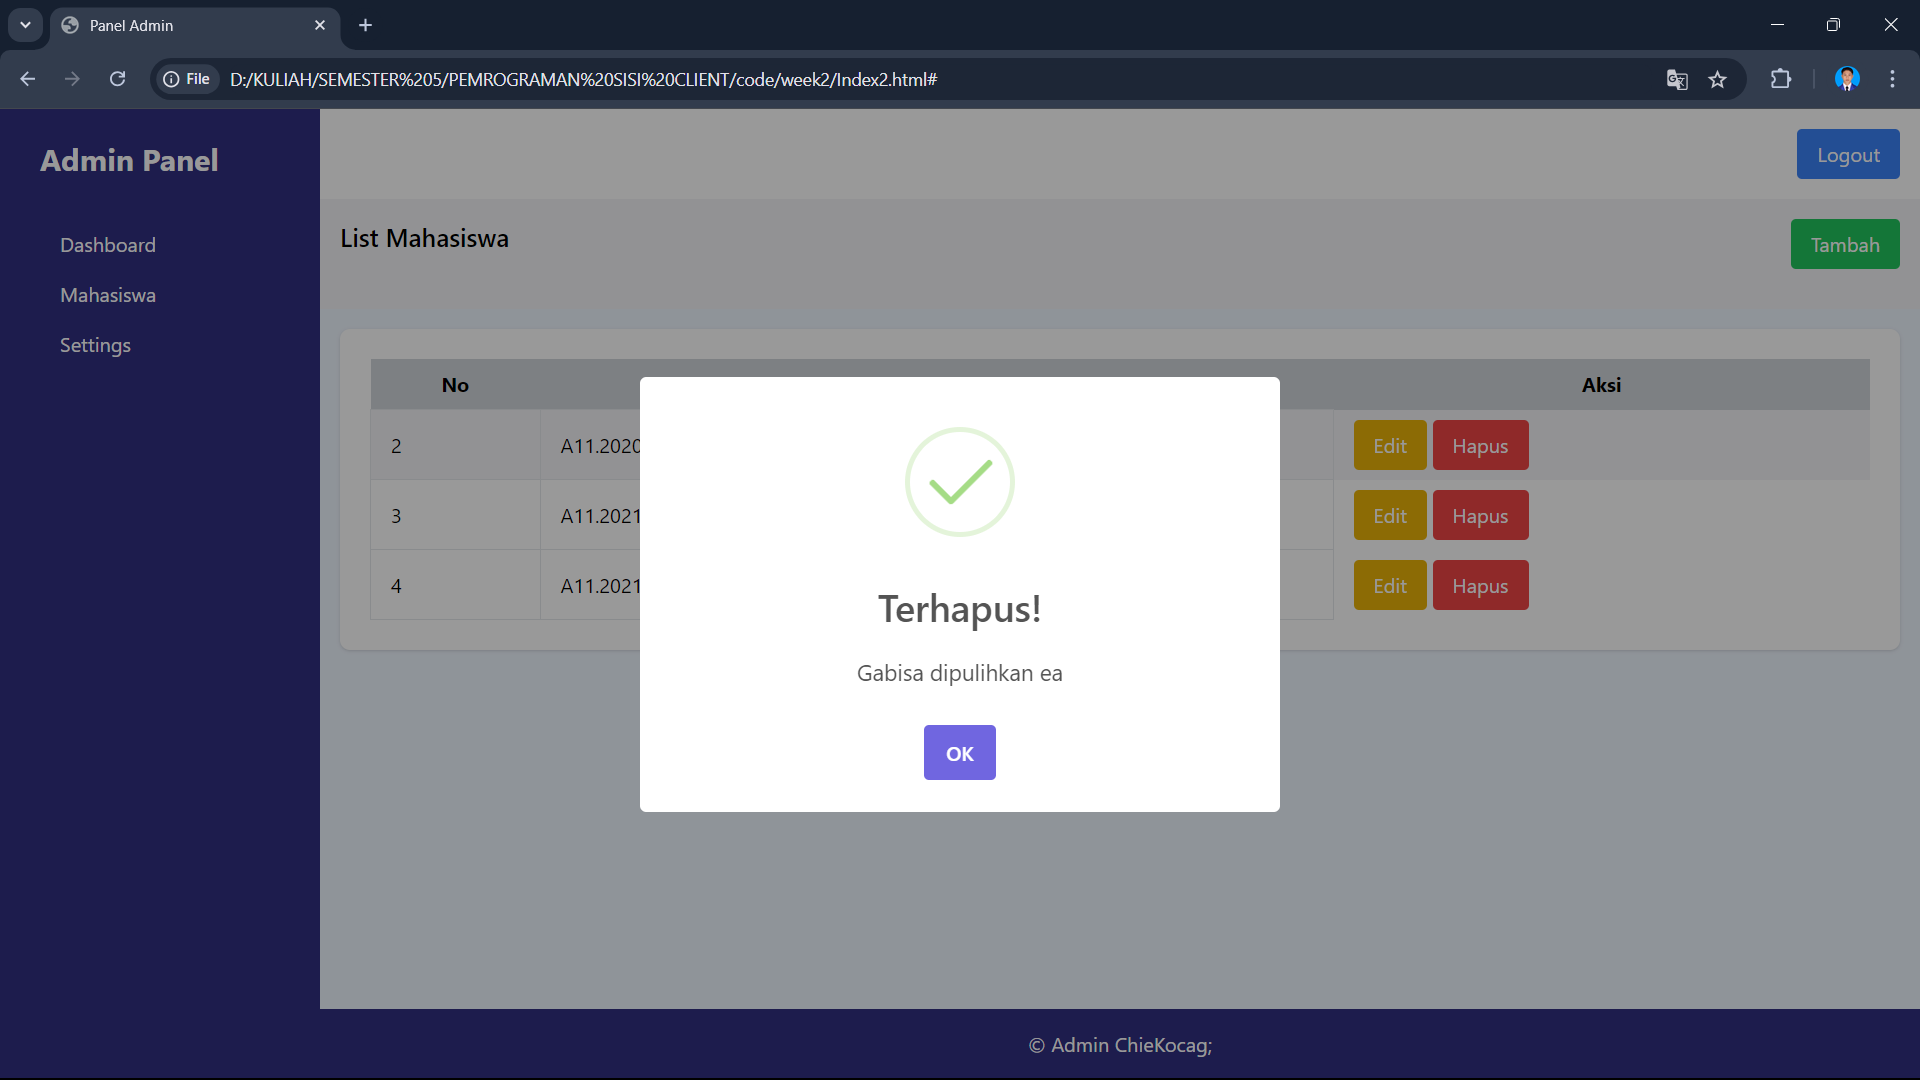 Panel Admin
File D:/KULIAH/SEMESTER%205/PEMROGRAMAN%20SISI%20CLIENT/code/week2/Index2.html#
Admin Panel
Logout
Dashboard
Mahasiswa
Settings
List Mahasiswa
Tambah
No Aksi
2 A11.2020 Edit Hapus
3 A11.2021 Edit Hapus
4 A11.2021 Edit Hapus
Terhapus!
Gabisa dipulihkan ea
OK
© Admin ChieKocag;